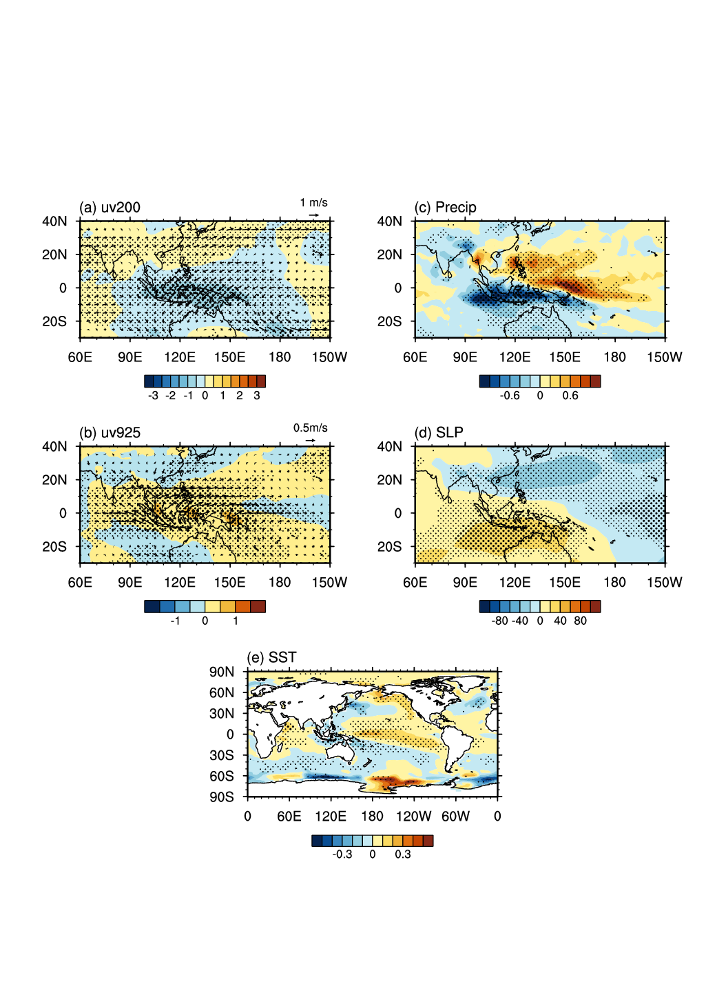 (a) uv200
1 m/s
40N
20N
0
20S
60E 90E 120E 150E 180 150W
-3 -2 -1 0 1 2 3
(c) Precip
40N
20N
0
20S
60E 90E 120E 150E 180 150W
-0.6 0 0.6
(b) uv925
0.5m/s
40N
20N
0
20S
60E 90E 120E 150E 180 150W
-1 0 1
(d) SLP
40N
20N
0
20S
60E 90E 120E 150E 180 150W
-80 -40 0 40 80
(e) SST
90N
60N
30N
0
30S
60S
90S
0 60E 120E 180 120W 60W 0
-0.3 0 0.3